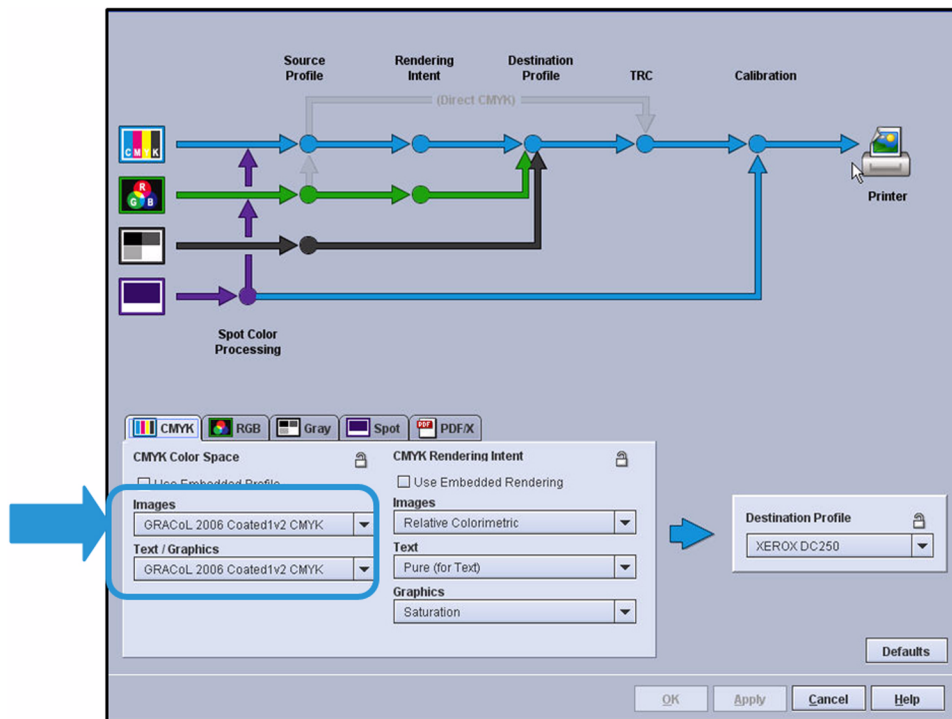 Source
Profile
Rendering
Intent
Destination
Profile
TRC
Calibration
(Direct CMYK)
C M Y K
R
G B
Printer
Spot Color
Processing
CMYK
RGB
Gray
Spot
PDF
PDF/X
CMYK Color Space
Use Embedded Profile
Images
GRACoL 2006 Coated1v2 CMYK
Text / Graphics
GRACoL 2006 Coated1v2 CMYK
CMYK Rendering Intent
Use Embedded Rendering
Images
Relative Colorimetric
Text
Pure (for Text)
Graphics
Saturation
Destination Profile
XEROX DC250
Defaults
OK
Apply
Cancel
Help